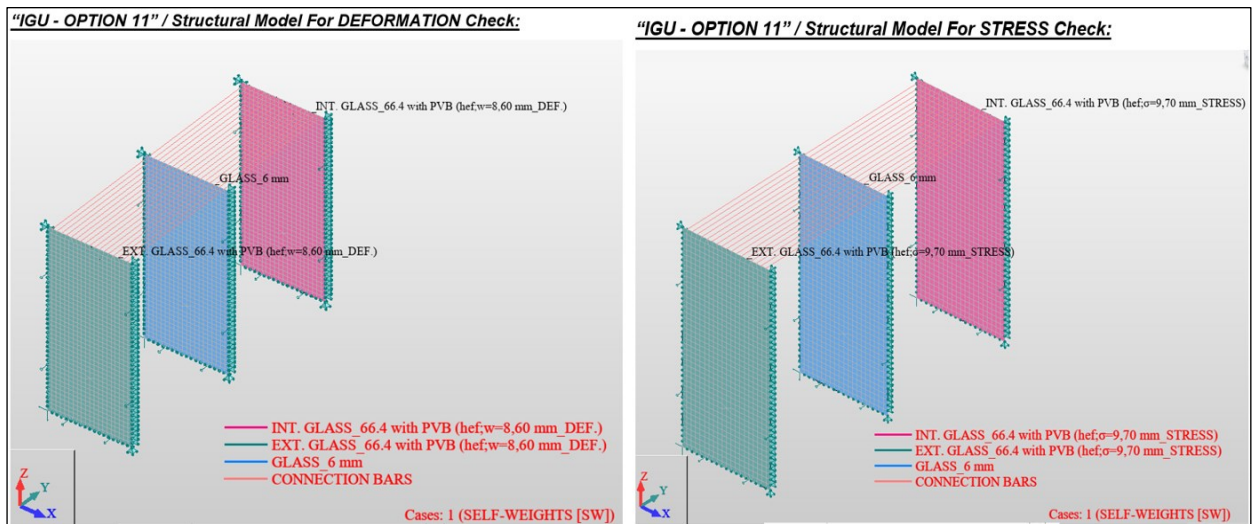 "IGU - OPTION 11" / Structural Model For DEFORMATION Check:
INT. GLASS_66.4 with PVB (hef;w=8,60 mm_DEF.)
_GLASS_6 mm
_EXT. GLASS_66.4 with PVB (hef;w=8,60 mm_DEF.)
INT. GLASS_66.4 with PVB (hef;w=8,60 mm_DEF.)
EXT. GLASS_66.4 with PVB (hef;w=8,60 mm_DEF.)
GLASS_6 mm
CONNECTION BARS
Z
Y
X
Cases: 1 (SELF-WEIGHTS [SW])
"IGU - OPTION 11" / Structural Model For STRESS Check:
_INT. GLASS_66.4 with PVB (hef;σ=9,70 mm_STRESS)
_GLASS_6 mm
_EXT. GLASS_66.4 with PVB (hef;σ=9,70 mm_STRESS)
INT. GLASS_66.4 with PVB (hef;σ=9,70 mm_STRESS)
EXT. GLASS_66.4 with PVB (hef;σ=9,70 mm_STRESS)
GLASS_6 mm
CONNECTION BARS
Z
Y
X
Cases: 1 (SELF-WEIGHTS [SW])